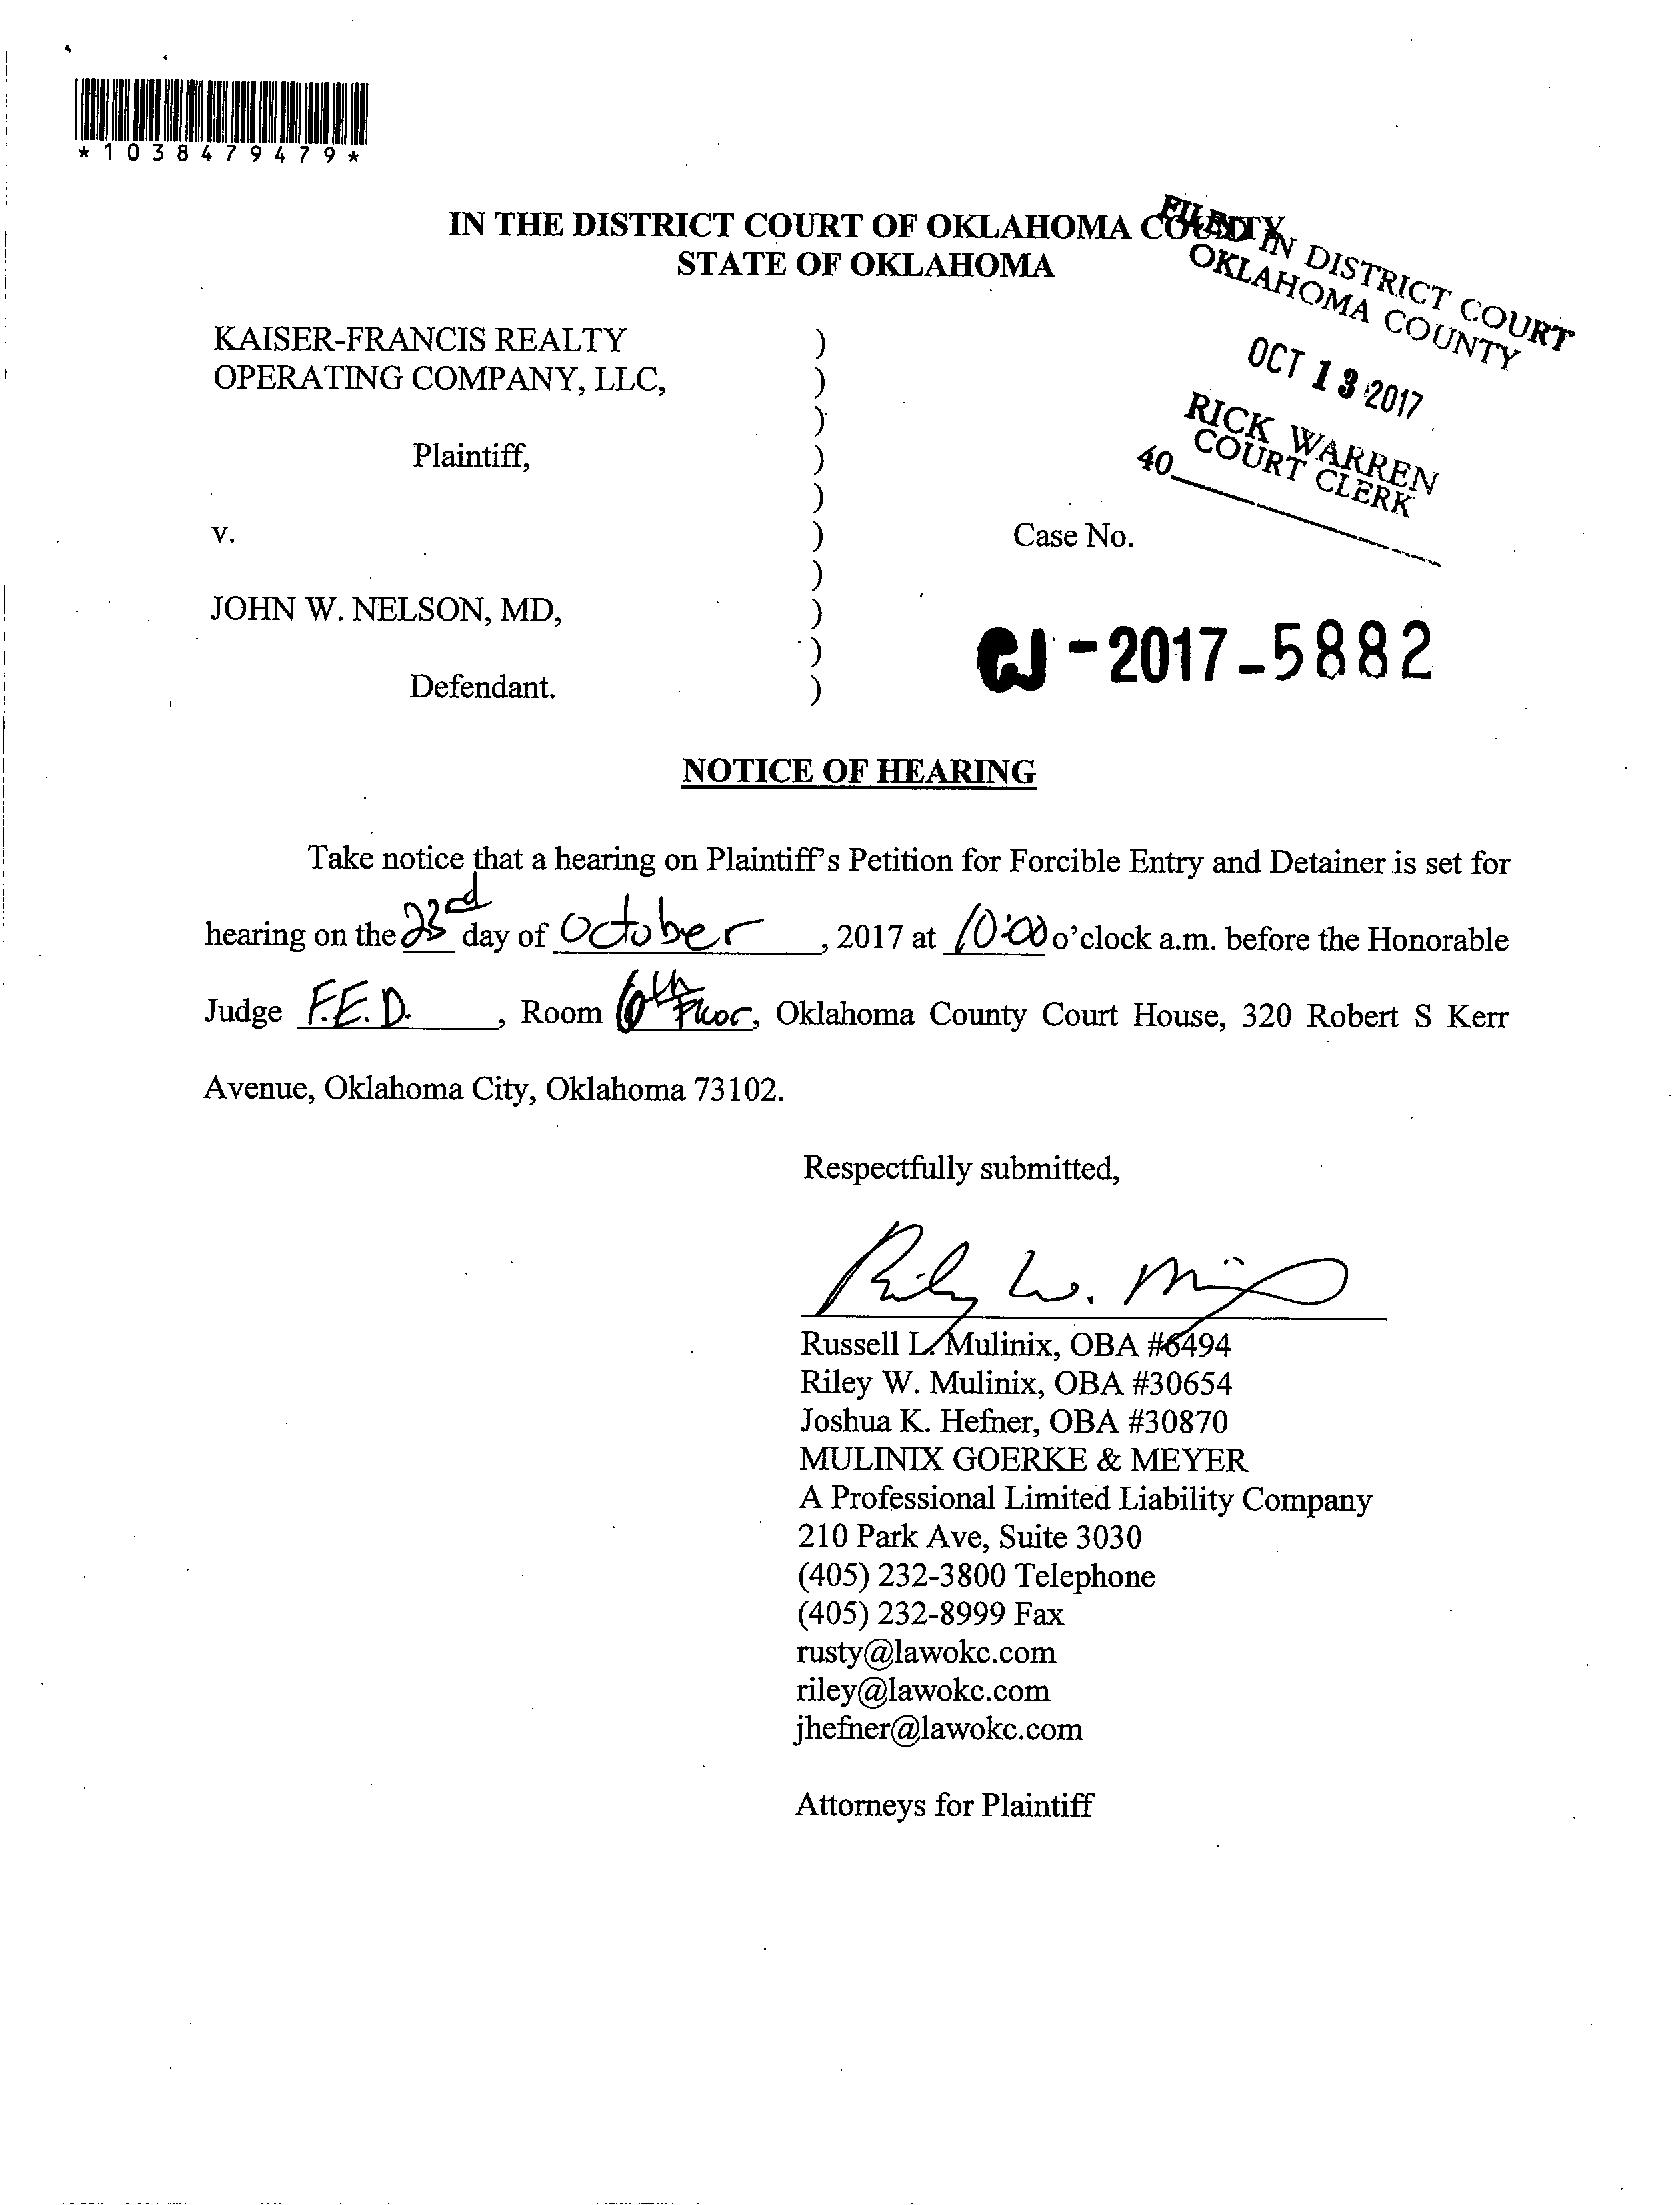 *1038479479*
IN THE DISTRICT COURT OF OKLAHOMA COUNTY
STATE OF OKLAHOMA
FILED IN DISTRICT COURT
OKLAHOMA COUNTY
OCT 13 2017
RICK WARREN
COURT CLERK
40
KAISER-FRANCIS REALTY )
OPERATING COMPANY, LLC, )
)
Plaintiff, )
)
v. ) Case No.
)
JOHN W. NELSON, MD, )
) CJ-2017-5882
Defendant. )
NOTICE OF HEARING
Take notice that a hearing on Plaintiff's Petition for Forcible Entry and Detainer is set for
hearing on the 23rd day of October, 2017 at 10:00 o'clock a.m. before the Honorable
Judge F.E.D., Room 6th Floor, Oklahoma County Court House, 320 Robert S Kerr
Avenue, Oklahoma City, Oklahoma 73102.
Respectfully submitted,
Riley W. Mulinix
Russell L. Mulinix, OBA #6494
Riley W. Mulinix, OBA #30654
Joshua K. Hefner, OBA #30870
MULINIX GOERKE & MEYER
A Professional Limited Liability Company
210 Park Ave, Suite 3030
(405) 232-3800 Telephone
(405) 232-8999 Fax
rusty@lawokc.com
riley@lawokc.com
jhefner@lawokc.com
Attorneys for Plaintiff